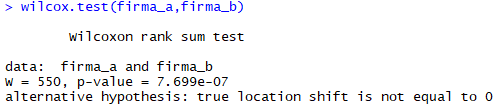 > wilcox.test(firma_a,firma_b)
Wilcoxon rank sum test
data:  firma_a and firma_b
W = 550, p-value = 7.699e-07
alternative hypothesis: true location shift is not equal to 0